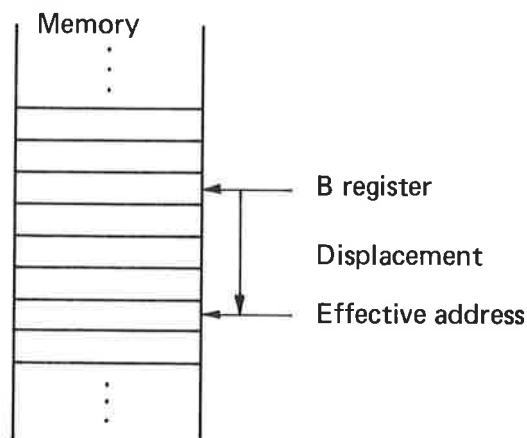 Memory
B register
Displacement
Effective address